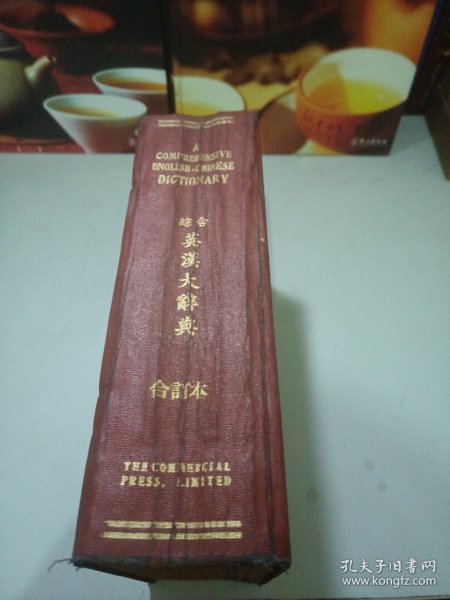 A
COMPREHENSIVE
ENGLISH-CHINESE
DICTIONARY
綜合
英漢大辭典
合訂本
THE COMMERCIAL
PRESS, LIMITED
孔夫子旧书网
www.kongfz.com